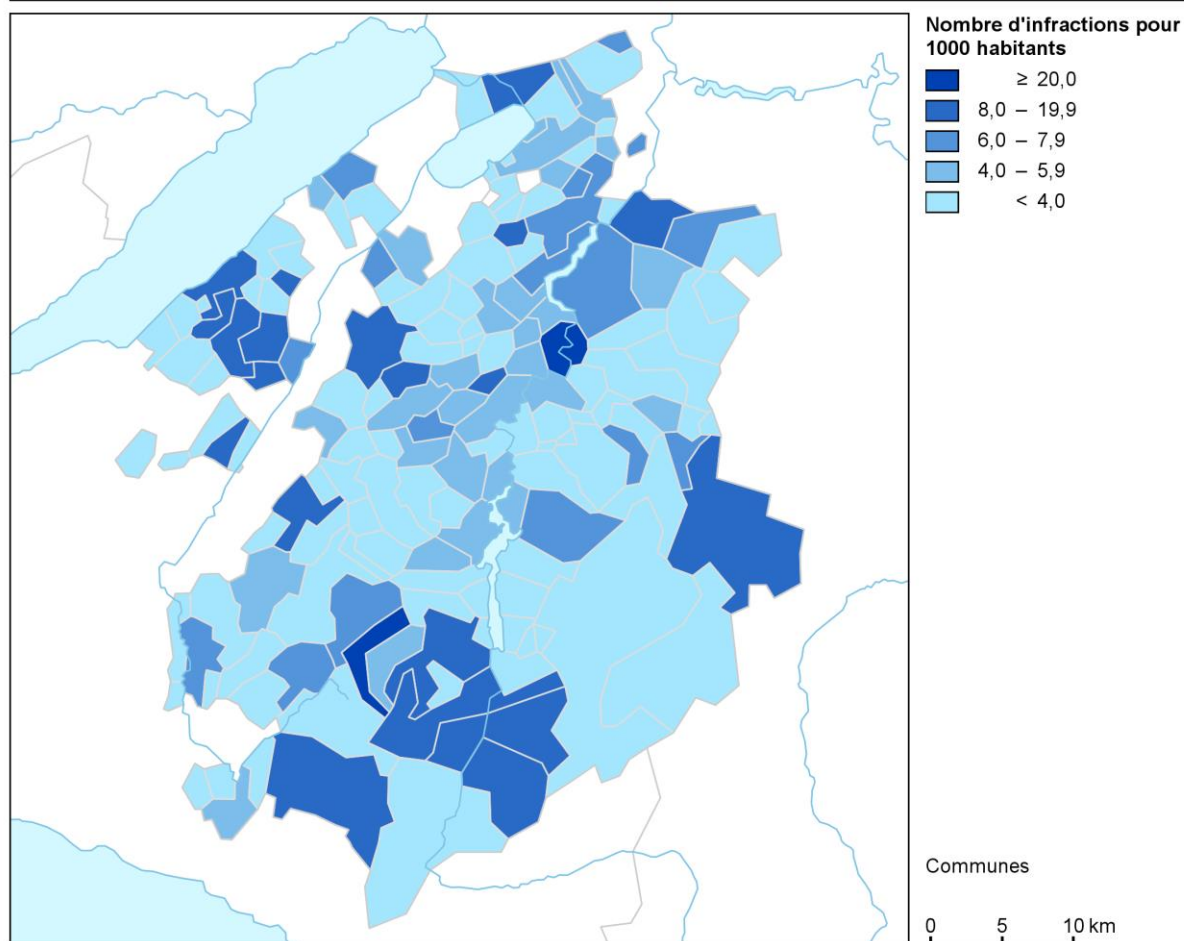 Nombre d'infractions pour
1000 habitants
≥ 20,0
8,0 – 19,9
6,0 – 7,9
4,0 – 5,9
< 4,0
Communes
0 5 10 km